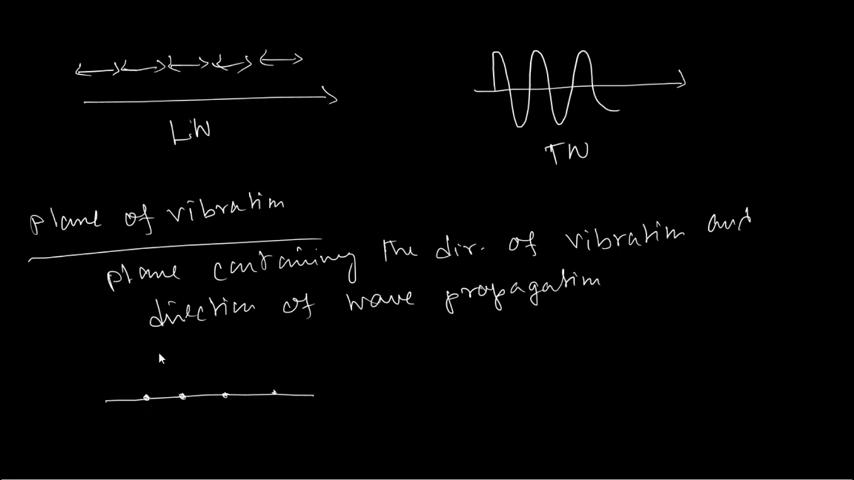 LW
TW
plane of vibration
plane containing the dir. of vibration and
direction of wave propagation